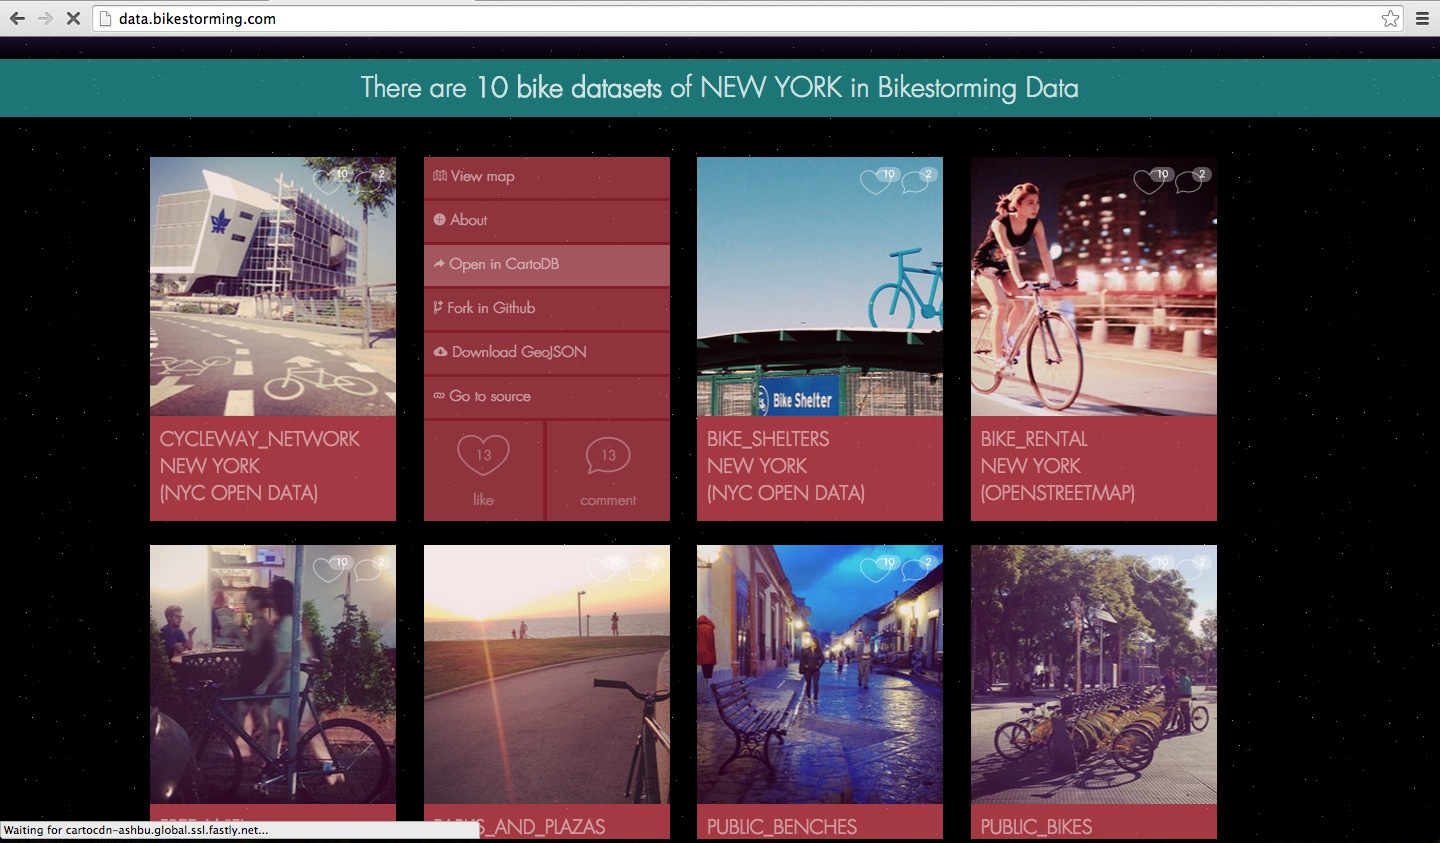 data.bikestorming.com
There are 10 bike datasets of NEW YORK in Bikestorming Data
10 2
CYCLEWAY_NETWORK
NEW YORK
(NYC OPEN DATA)
View map
About
Open in CartoDB
Fork in Github
Download GeoJSON
Go to source
13 13
like comment
10 2
Bike Shelter
BIKE_SHELTERS
NEW YORK
(NYC OPEN DATA)
10 2
BIKE_RENTAL
NEW YORK
(OPENSTREETMAP)
10 2
10 2
10 2
PUBLIC_BENCHES
10 2
PUBLIC_BIKES
Waiting for cartocdn-ashbu.global.ssl.fastly.net...